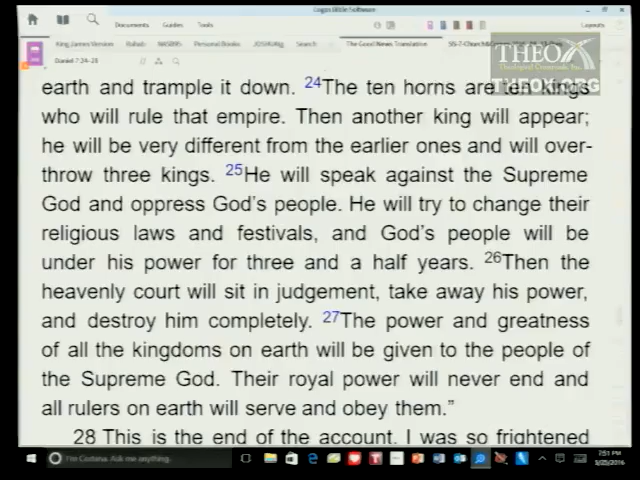 Logos Bible Software
Documents Guides Tools
Layouts
King James Version NASB95 Personal Books Search The Good News Translation
Daniel 7:24-28
THEOX
THEOX.ORG
earth and trample it down. 24The ten horns are ten kings
who will rule that empire. Then another king will appear;
he will be very different from the earlier ones and will over-
throw three kings. 25He will speak against the Supreme
God and oppress God's people. He will try to change their
religious laws and festivals, and God's people will be
under his power for three and a half years. 26Then the
heavenly court will sit in judgement, take away his power,
and destroy him completely. 27The power and greatness
of all the kingdoms on earth will be given to the people of
the Supreme God. Their royal power will never end and
all rulers on earth will serve and obey them."
28 This is the end of the account. I was so frightened
I'm Cortana. Ask me anything.
7:51 PM